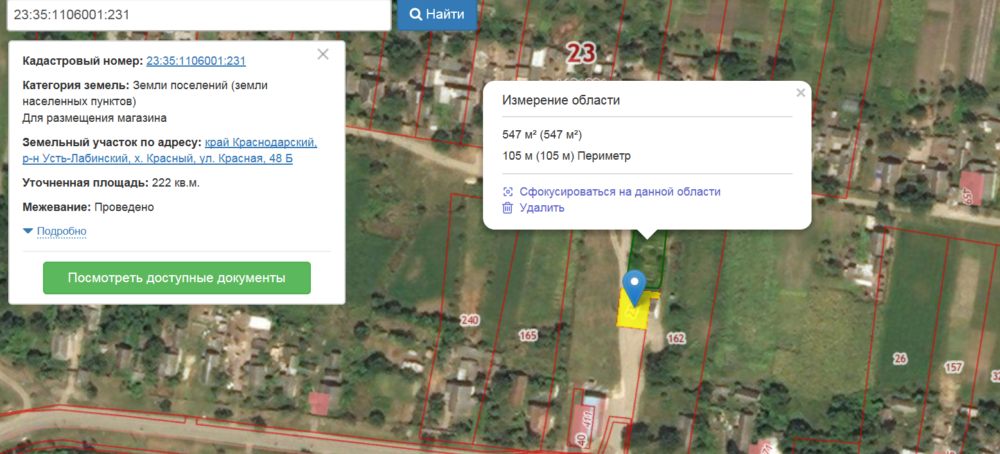 23:35:1106001:231
Найти
Кадастровый номер: 23:35:1106001:231
Категория земель: Земли поселений (земли
населенных пунктов)
Для размещения магазина
Земельный участок по адресу: край Краснодарский,
р-н Усть-Лабинский, х. Красный, ул. Красная, 48 Б
Уточненная площадь: 222 кв.м.
Межевание: Проведено
Подробно
Посмотреть доступные документы
23
Измерение области
547 м² (547 м²)
105 м (105 м) Периметр
Сфокусироваться на данной области
Удалить
459
240
165
162
26
157
411
40